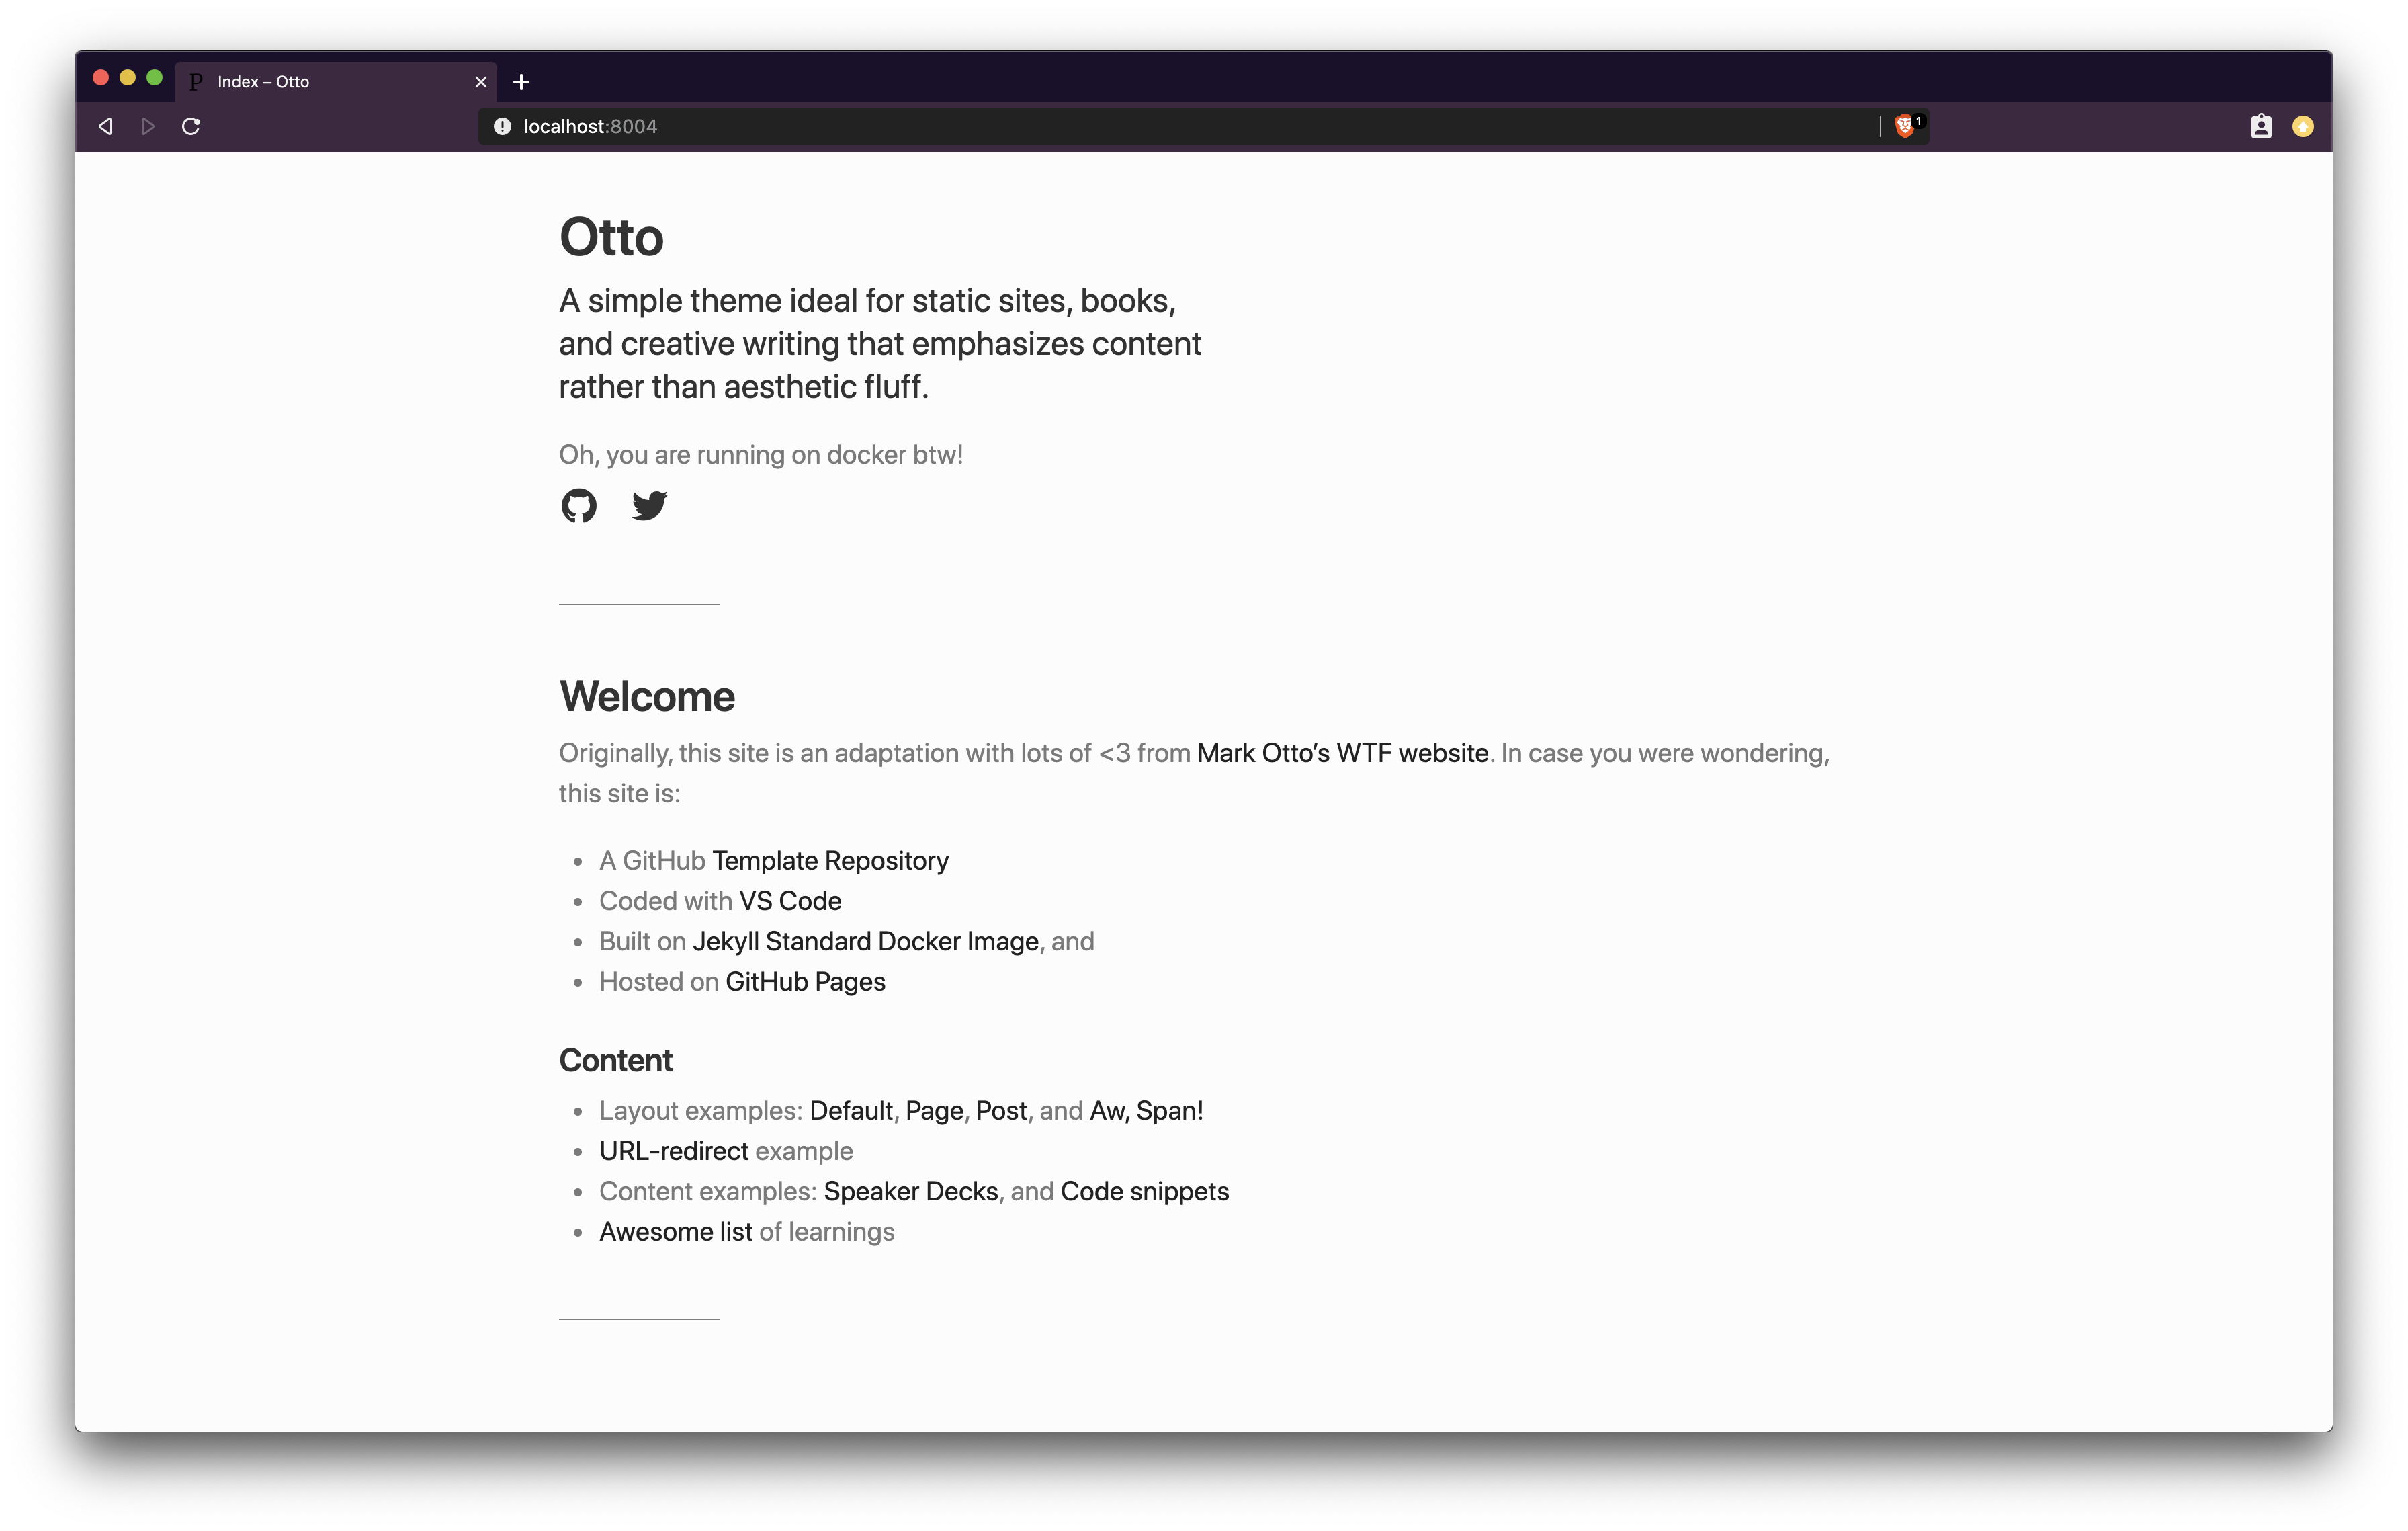 P Index – Otto
localhost:8004
1
Otto
A simple theme ideal for static sites, books,
and creative writing that emphasizes content
rather than aesthetic fluff.
Oh, you are running on docker btw!
Welcome
Originally, this site is an adaptation with lots of <3 from Mark Otto’s WTF website. In case you were wondering,
this site is:
• A GitHub Template Repository
• Coded with VS Code
• Built on Jekyll Standard Docker Image, and
• Hosted on GitHub Pages
Content
• Layout examples: Default, Page, Post, and Aw, Span!
• URL-redirect example
• Content examples: Speaker Decks, and Code snippets
• Awesome list of learnings